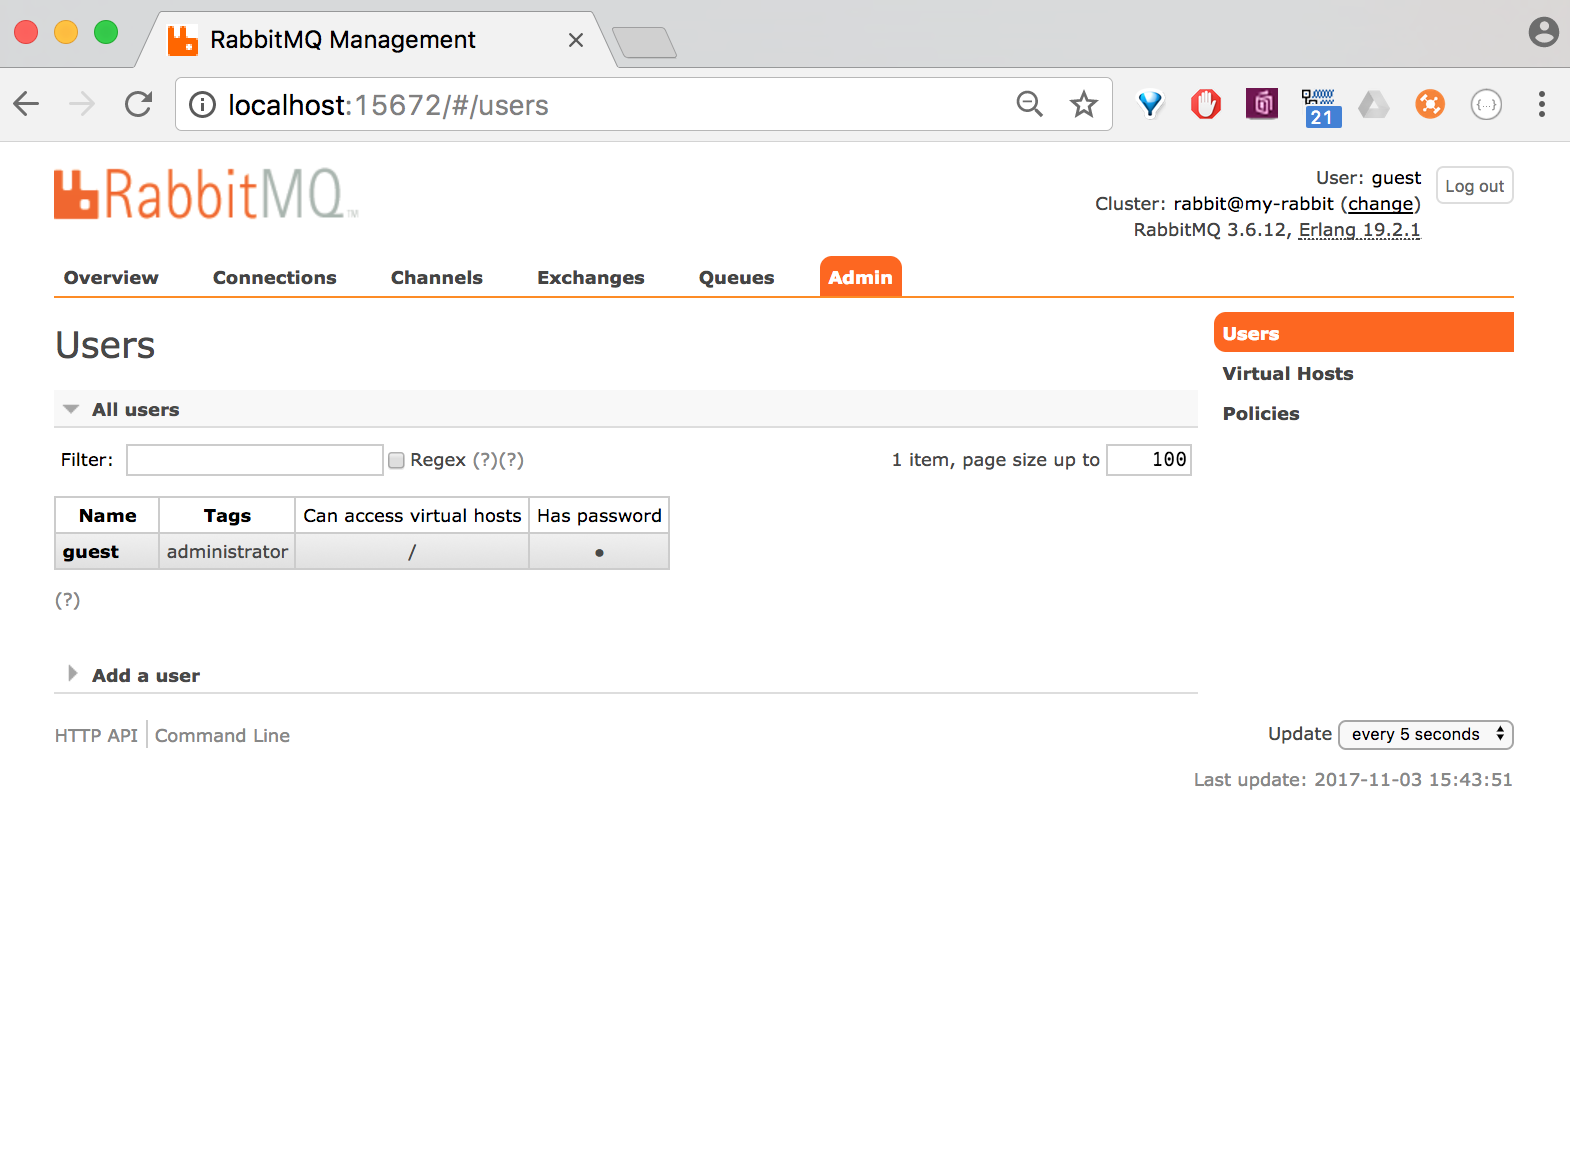 RabbitMQ Management
localhost:15672/#/users
21
{...}
RabbitMQ™
User: guest
Log out
Cluster: rabbit@my-rabbit (change)
RabbitMQ 3.6.12, Erlang 19.2.1
Overview Connections Channels Exchanges Queues Admin
Users
Users
Virtual Hosts
Policies
All users
Filter: Regex (?)(?) 1 item, page size up to 100
Name Tags Can access virtual hosts Has password
guest administrator / ●
(?)
Add a user
HTTP API Command Line
Update every 5 seconds
Last update: 2017-11-03 15:43:51